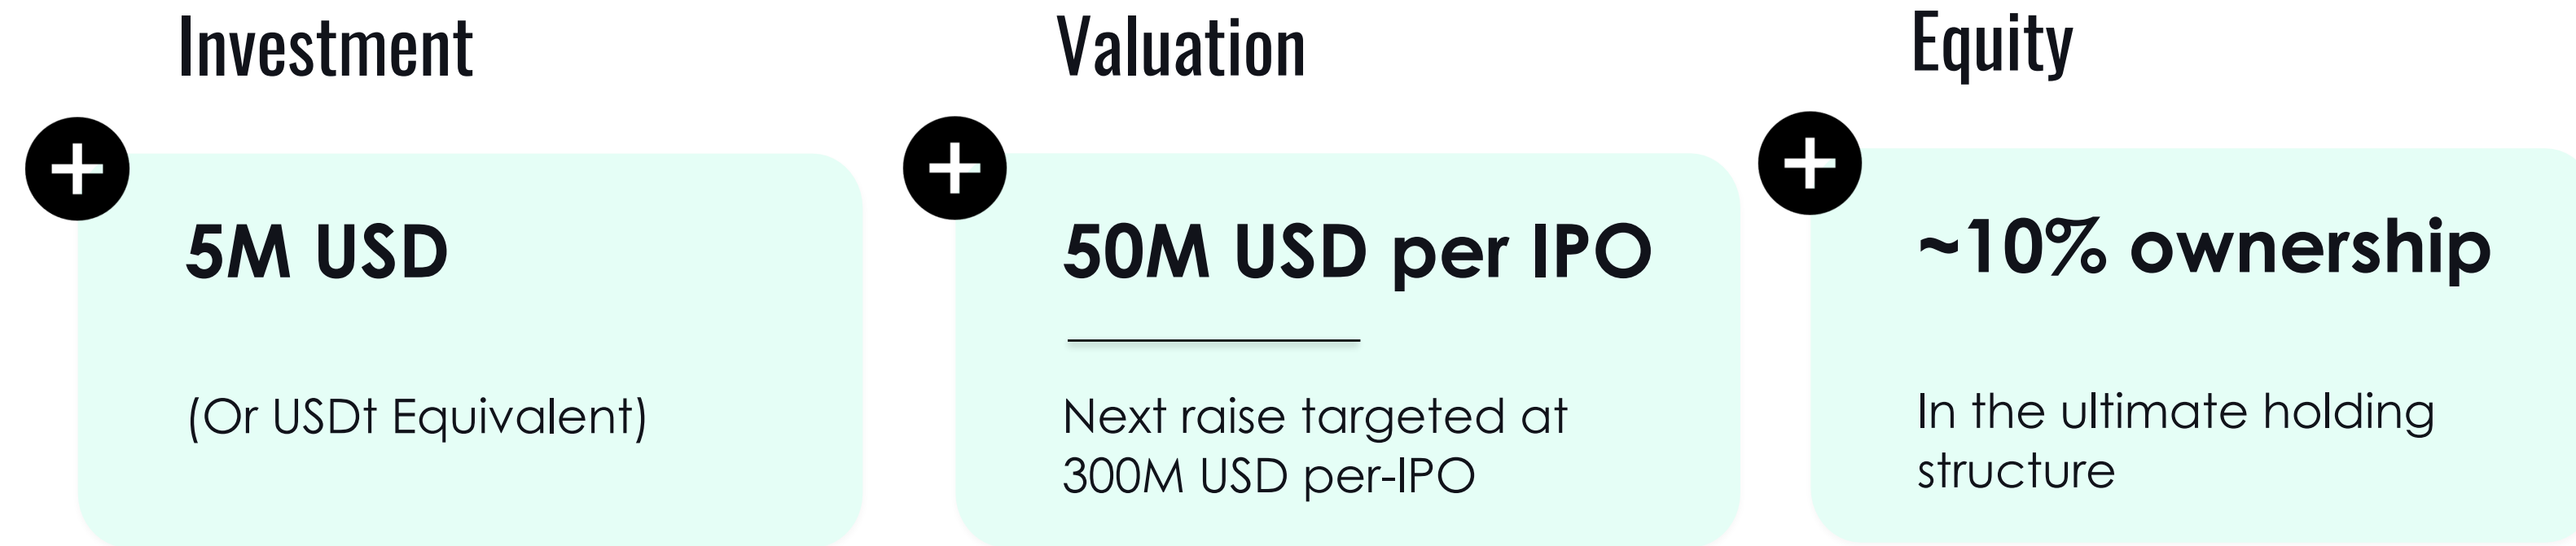 Investment
5M USD
(Or USDt Equivalent)
Valuation
50M USD per IPO
Next raise targeted at
300M USD per-IPO
Equity
~10% ownership
In the ultimate holding
structure